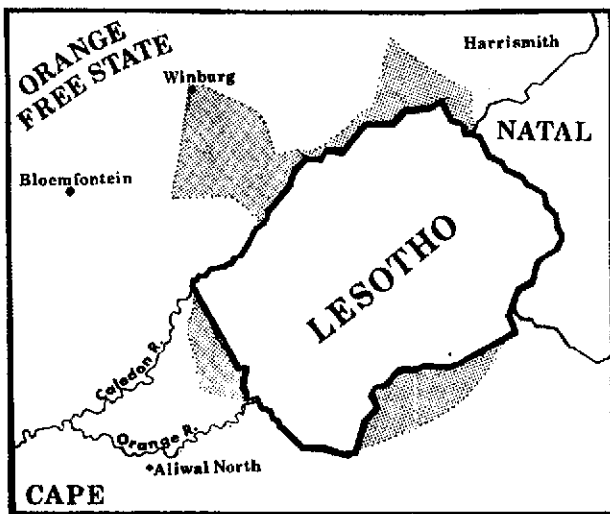 ORANGE
FREE STATE
Harrismith
Winburg
NATAL
Bloemfontein
LESOTHO
Caledon R.
Orange R.
Aliwal North
CAPE